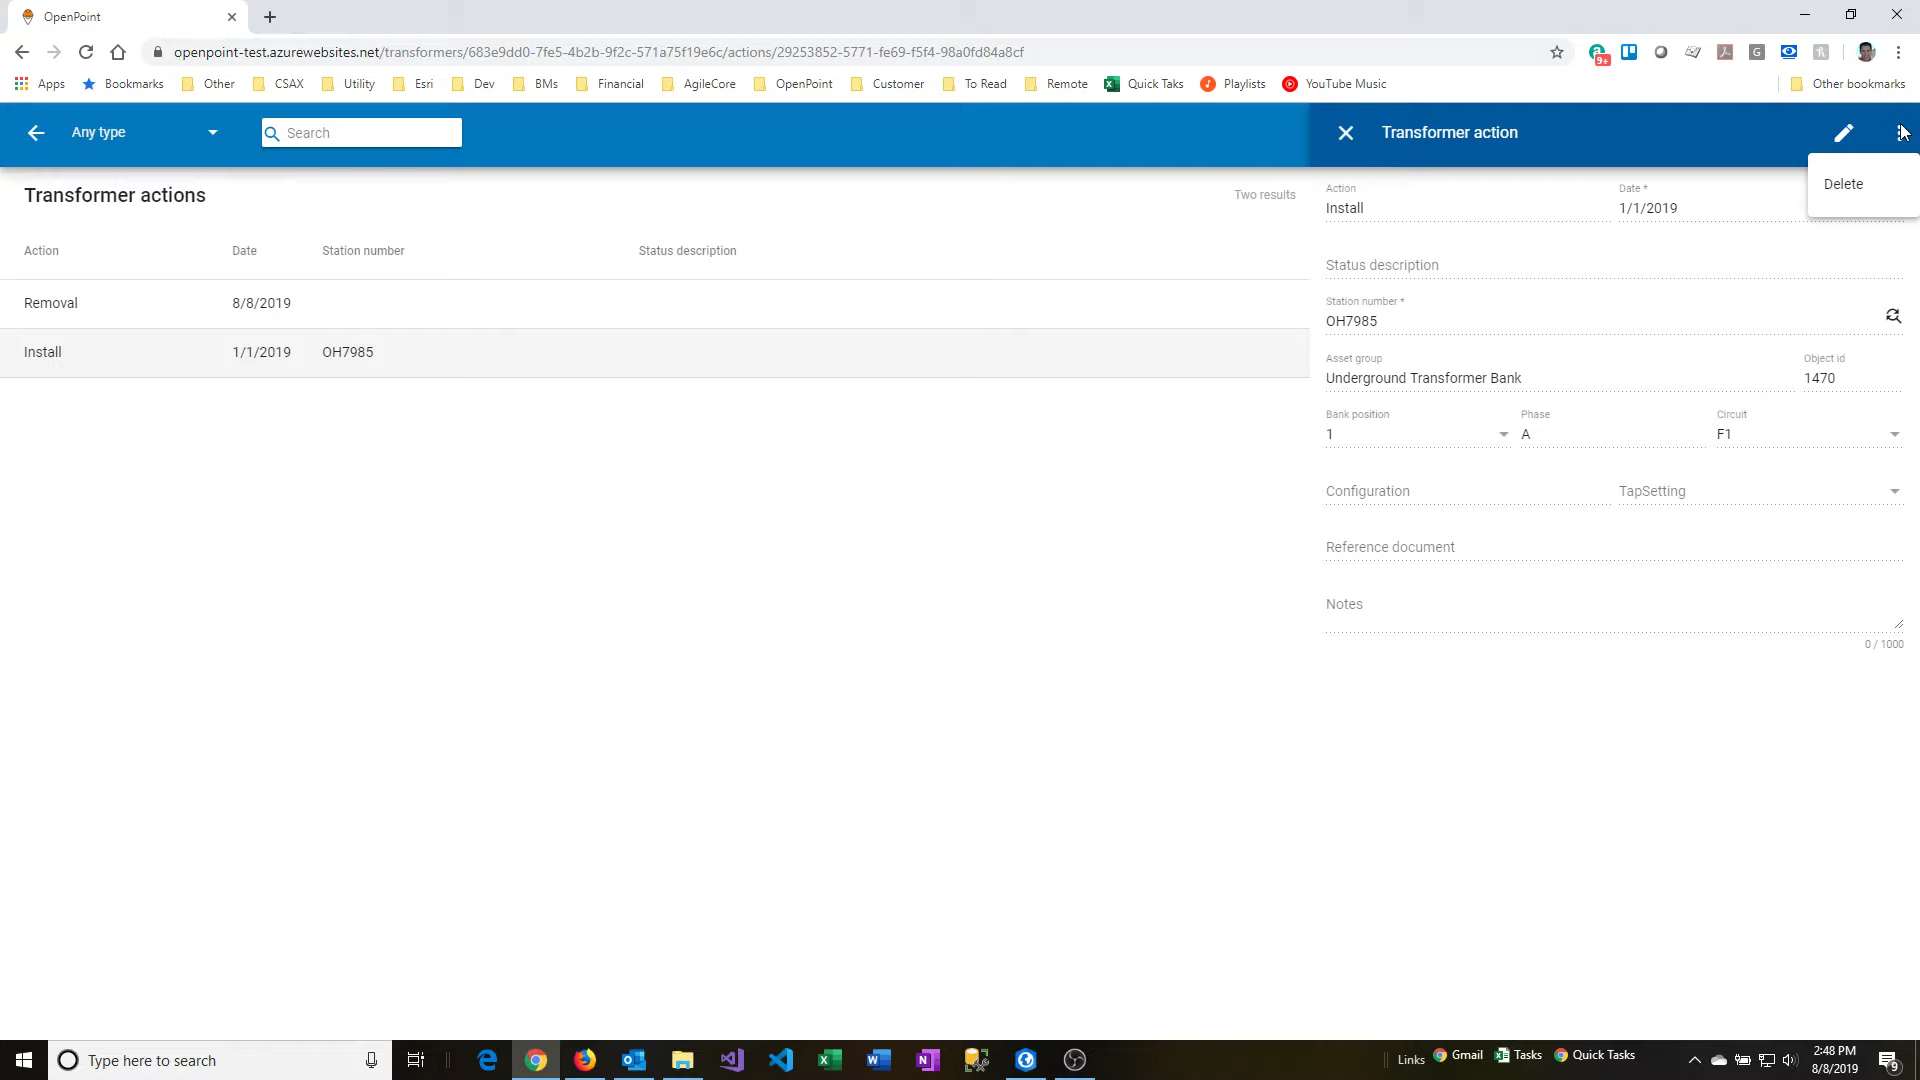 OpenPoint
openpoint-test.azurewebsites.net/transformers/683e9dd0-7fe5-4b2b-9f2c-571a75f19e6c/actions/29253852-5771-fe69-f5f4-98a0fd84a8cf
9+
G
Apps Bookmarks Other CSAX Utility Esri Dev BMs Financial AgileCore OpenPoint Customer To Read Remote Quick Taks Playlists YouTube Music Other bookmarks
Any type
Search
Transformer action
Delete
Transformer actions
Two results
Action Date Station number Status description
Removal 8/8/2019
Install 1/1/2019 OH7985
Action Date *
Install 1/1/2019
Status description
Station number *
OH7985
Asset group Object id
Underground Transformer Bank 1470
Bank position Phase Circuit
1 A F1
Configuration TapSetting
Reference document
Notes
0 / 1000
Type here to search
Links Gmail Tasks Quick Tasks
2:48 PM
8/8/2019
9